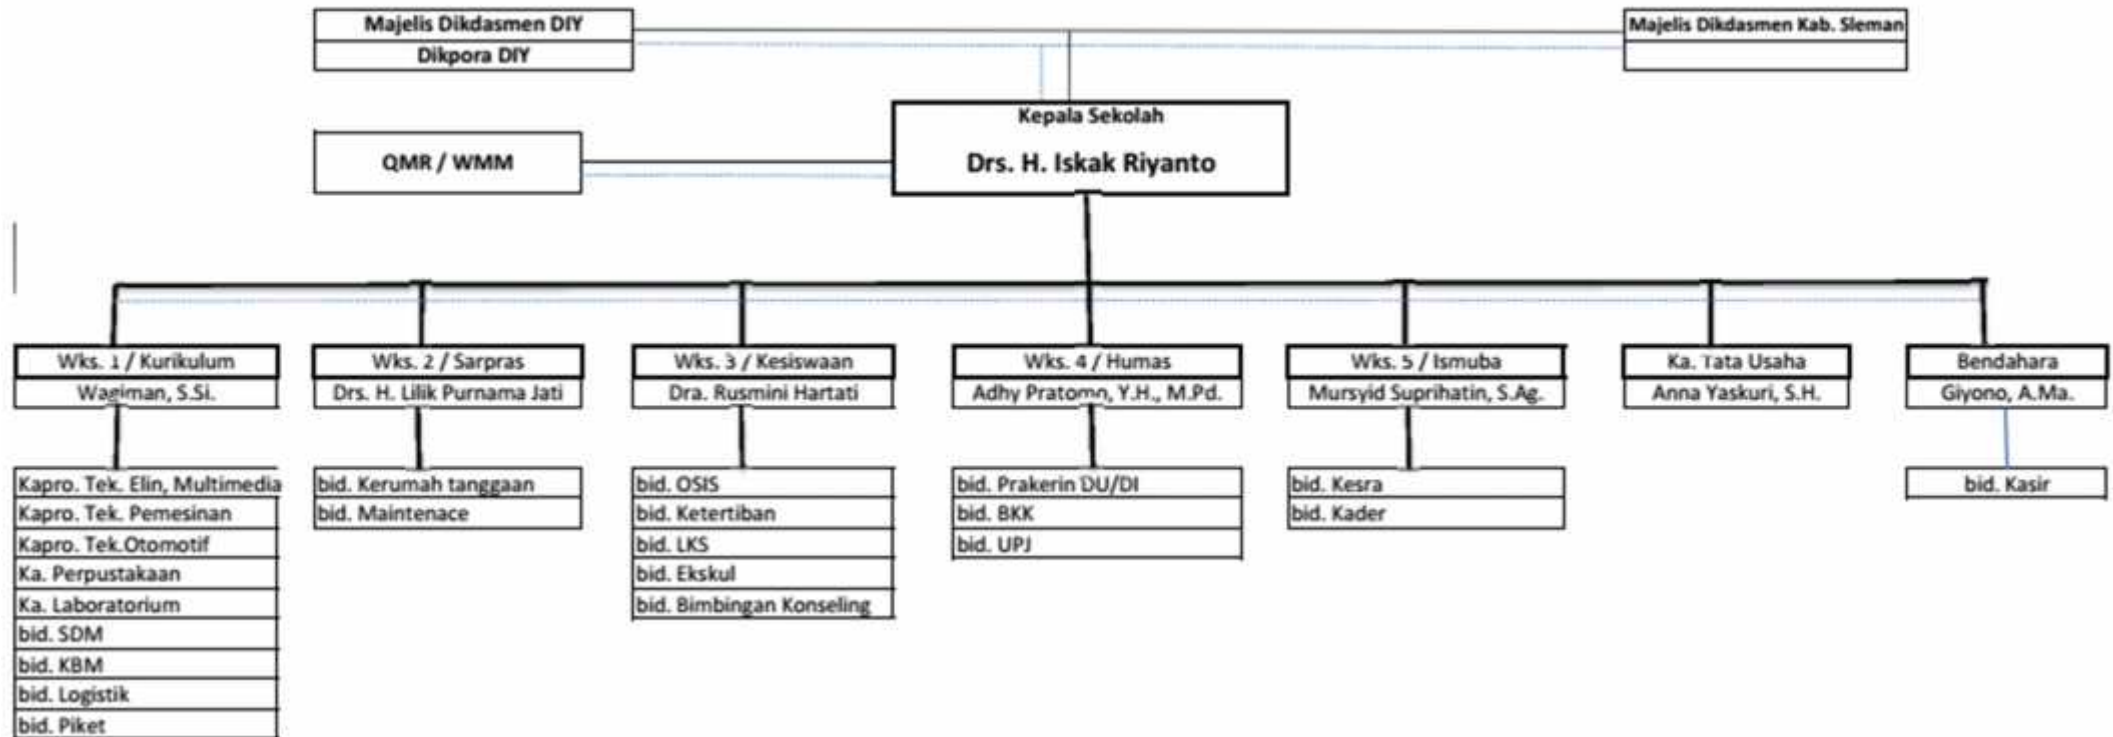 Majelis Dikdasmen DIY
Dikpora DIY
Majelis Dikdasmen Kab. Sleman
Kepala Sekolah
Drs. H. Iskak Riyanto
QMR / WMM
Wks. 1 / Kurikulum
Wagiman, S.Si.
Kapro. Tek. Elin, Multimedia
Kapro. Tek. Pemesinan
Kapro. Tek.Otomotif
Ka. Perpustakaan
Ka. Laboratorium
bid. SDM
bid. KBM
bid. Logistik
bid. Piket
Wks. 2 / Sarpras
Drs. H. Lilik Purnama Jati
bid. Kerumah tanggaan
bid. Maintenace
Wks. 3 / Kesiswaan
Dra. Rusmini Hartati
bid. OSIS
bid. Ketertiban
bid. LKS
bid. Ekskul
bid. Bimbingan Konseling
Wks. 4 / Humas
Adhy Pratomo, Y.H., M.Pd.
bid. Prakerin DU/DI
bid. BKK
bid. UPJ
Wks. 5 / Ismuba
Mursyid Suprihatin, S.Ag.
bid. Kesra
bid. Kader
Ka. Tata Usaha
Anna Yaskuri, S.H.
Bendahara
Giyono, A.Ma.
bid. Kasir